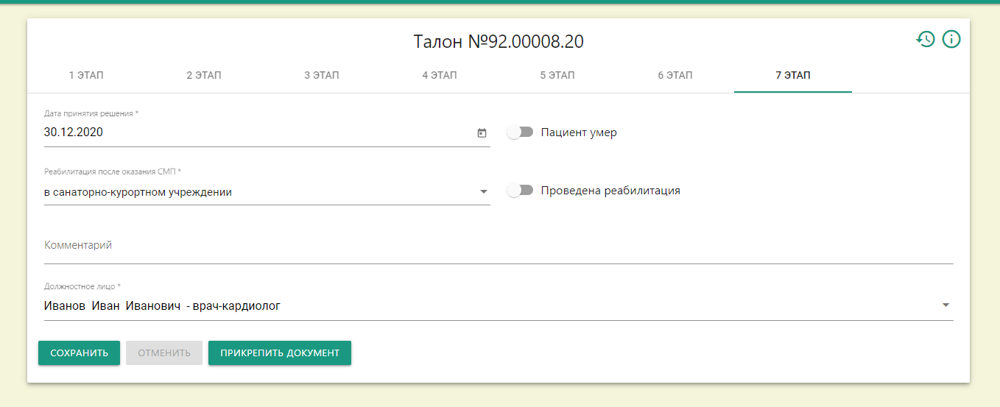 Талон №92.00008.20
1 ЭТАП 2 ЭТАП 3 ЭТАП 4 ЭТАП 5 ЭТАП 6 ЭТАП 7 ЭТАП
Дата принятия решения *
30.12.2020
Пациент умер
Реабилитация после оказания СМП *
в санаторно-курортном учреждении
Проведена реабилитация
Комментарий
Должностное лицо *
Иванов Иван Иванович - врач-кардиолог
СОХРАНИТЬ ОТМЕНИТЬ ПРИКРЕПИТЬ ДОКУМЕНТ